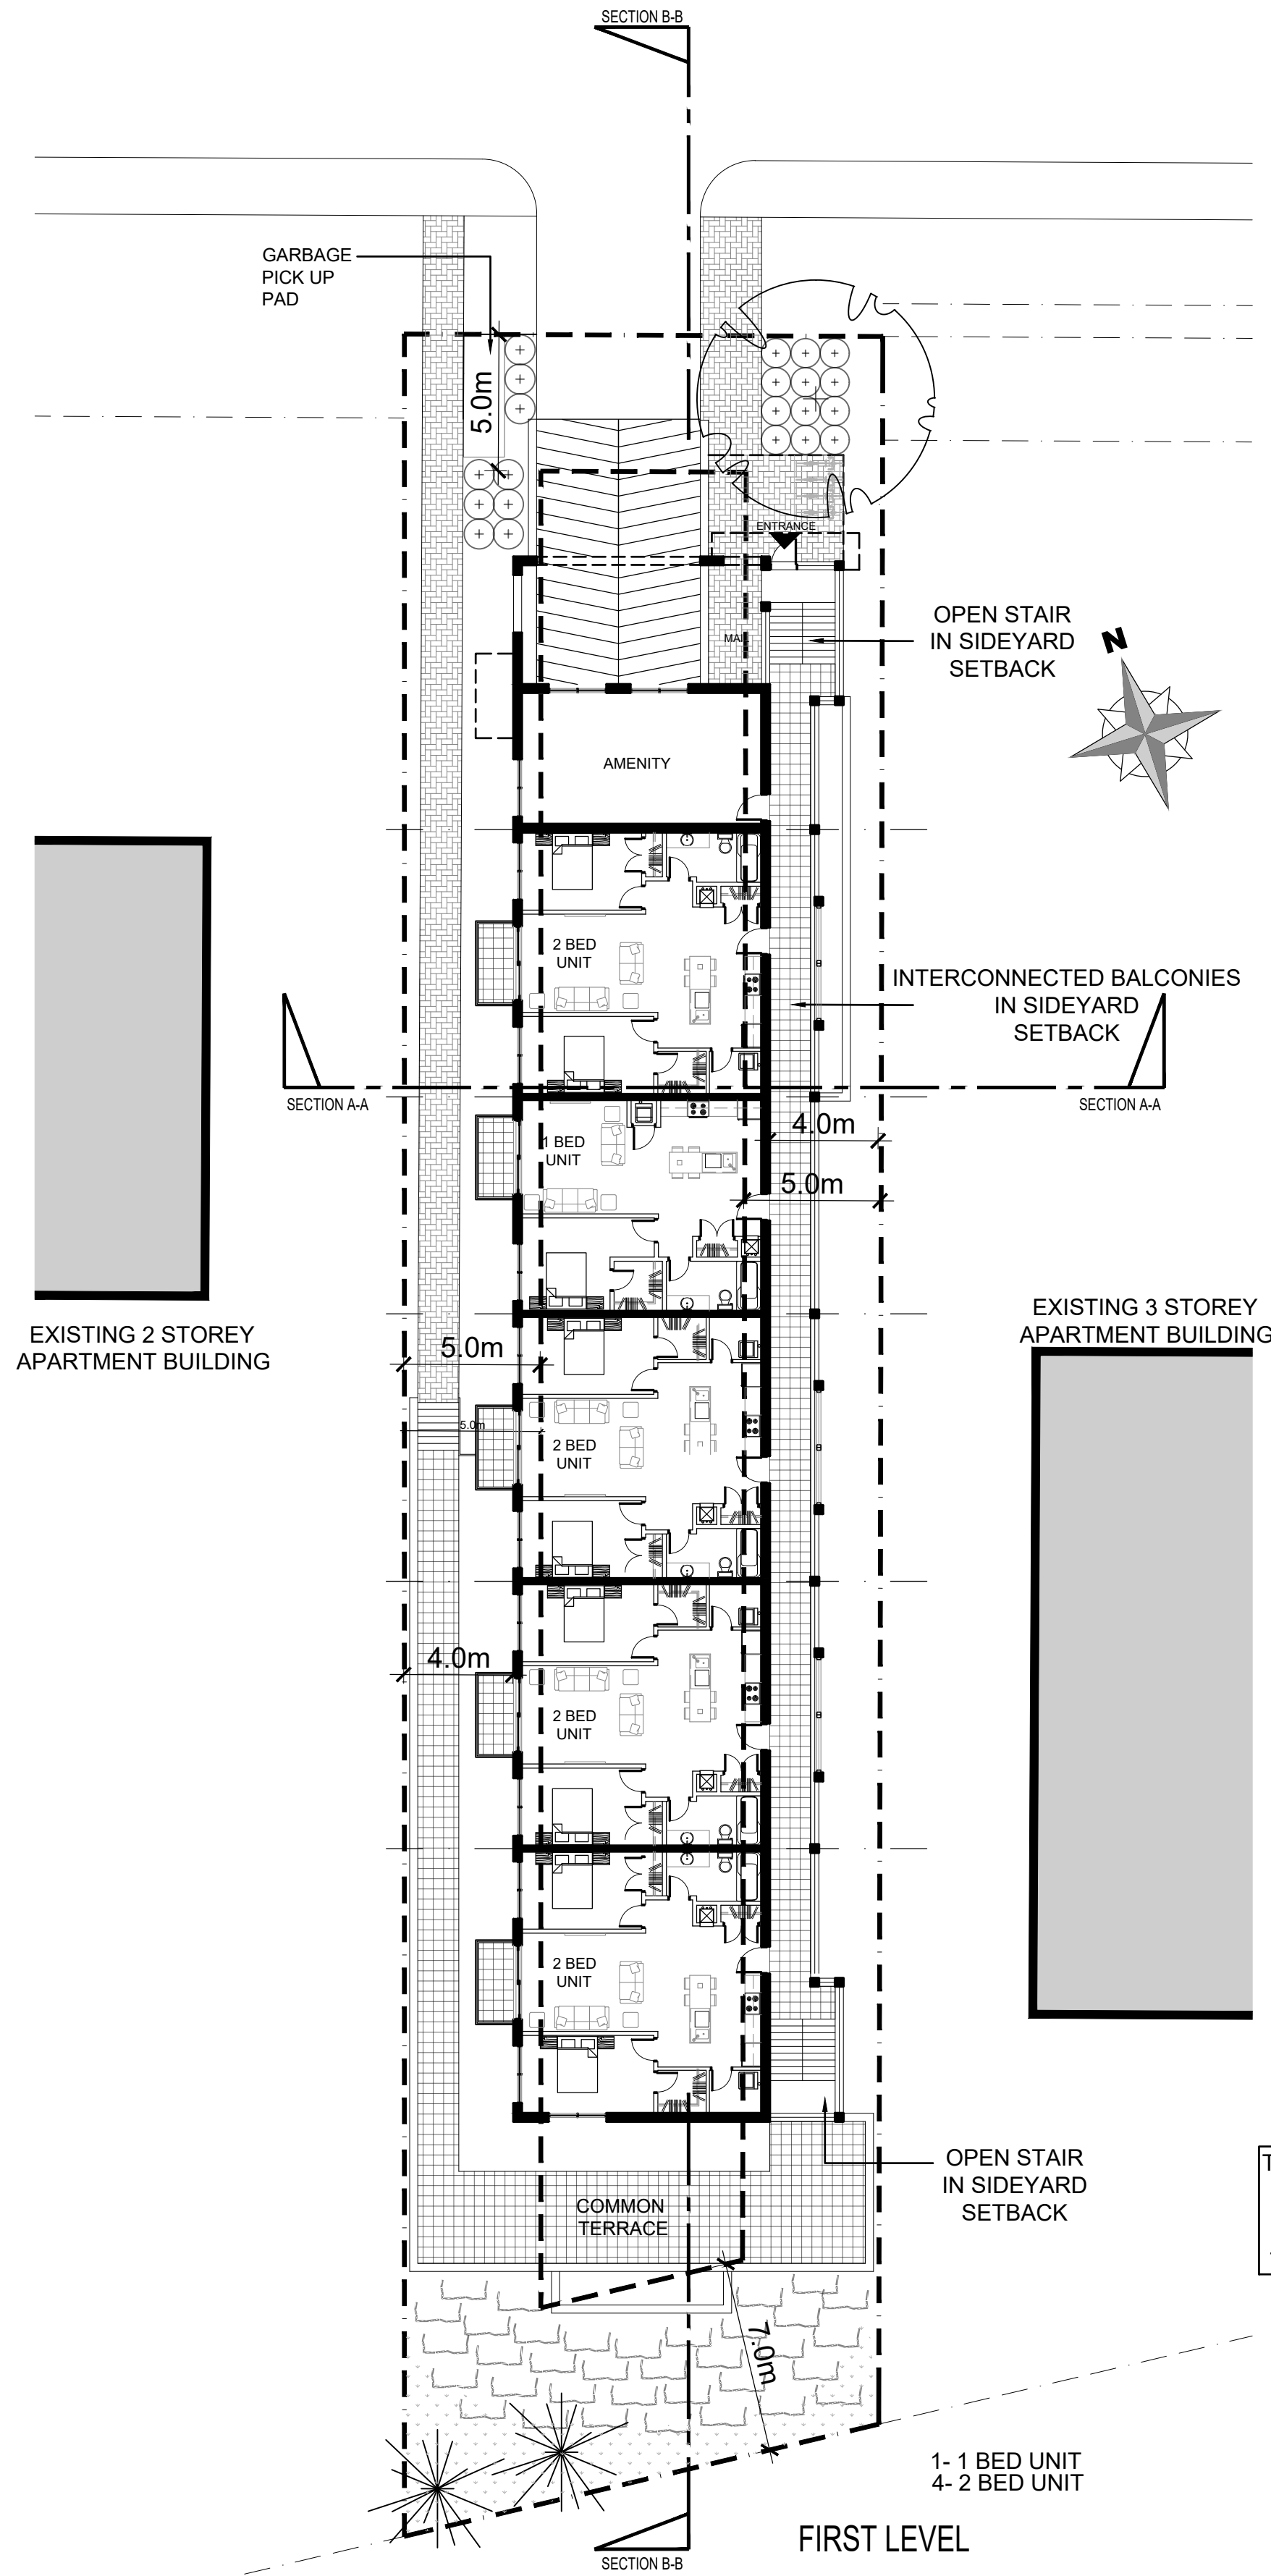 SECTION B-B
GARBAGE
PICK UP
PAD
5.0m
ENTRANCE
OPEN STAIR
IN SIDEYARD
SETBACK
N
AMENITY
2 BED
UNIT
INTERCONNECTED BALCONIES
IN SIDEYARD
SETBACK
SECTION A-A
SECTION A-A
4.0m
1 BED
UNIT
5.0m
EXISTING 2 STOREY
APARTMENT BUILDING
EXISTING 3 STOREY
APARTMENT BUILDING
5.0m
5.0m
2 BED
UNIT
4.0m
2 BED
UNIT
2 BED
UNIT
OPEN STAIR
IN SIDEYARD
SETBACK
COMMON
TERRACE
7.0m
1- 1 BED UNIT
4- 2 BED UNIT
FIRST LEVEL
SECTION B-B